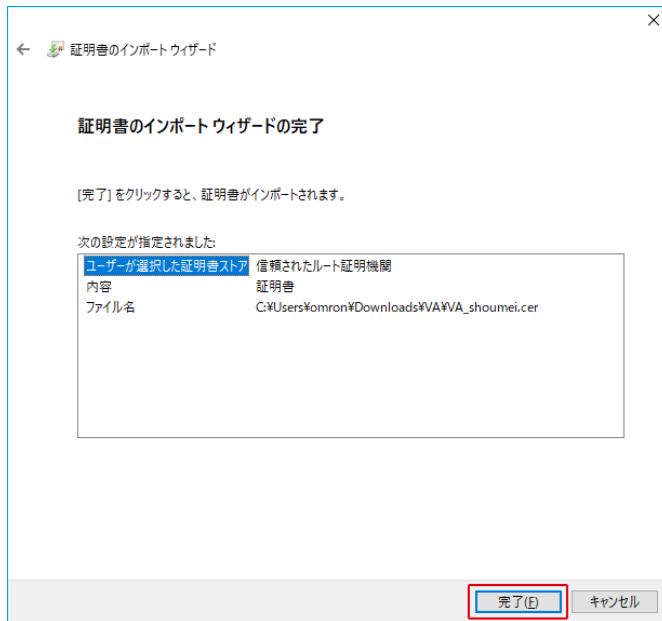 証明書のインポート ウィザード
証明書のインポート ウィザードの完了
[完了] をクリックすると、証明書がインポートされます。
次の設定が指定されました:
ユーザーが選択した証明書ストア 信頼されたルート証明機関
内容 証明書
ファイル名 C:¥Users¥omron¥Downloads¥VA¥VA_shoumei.cer
完了(F) キャンセル